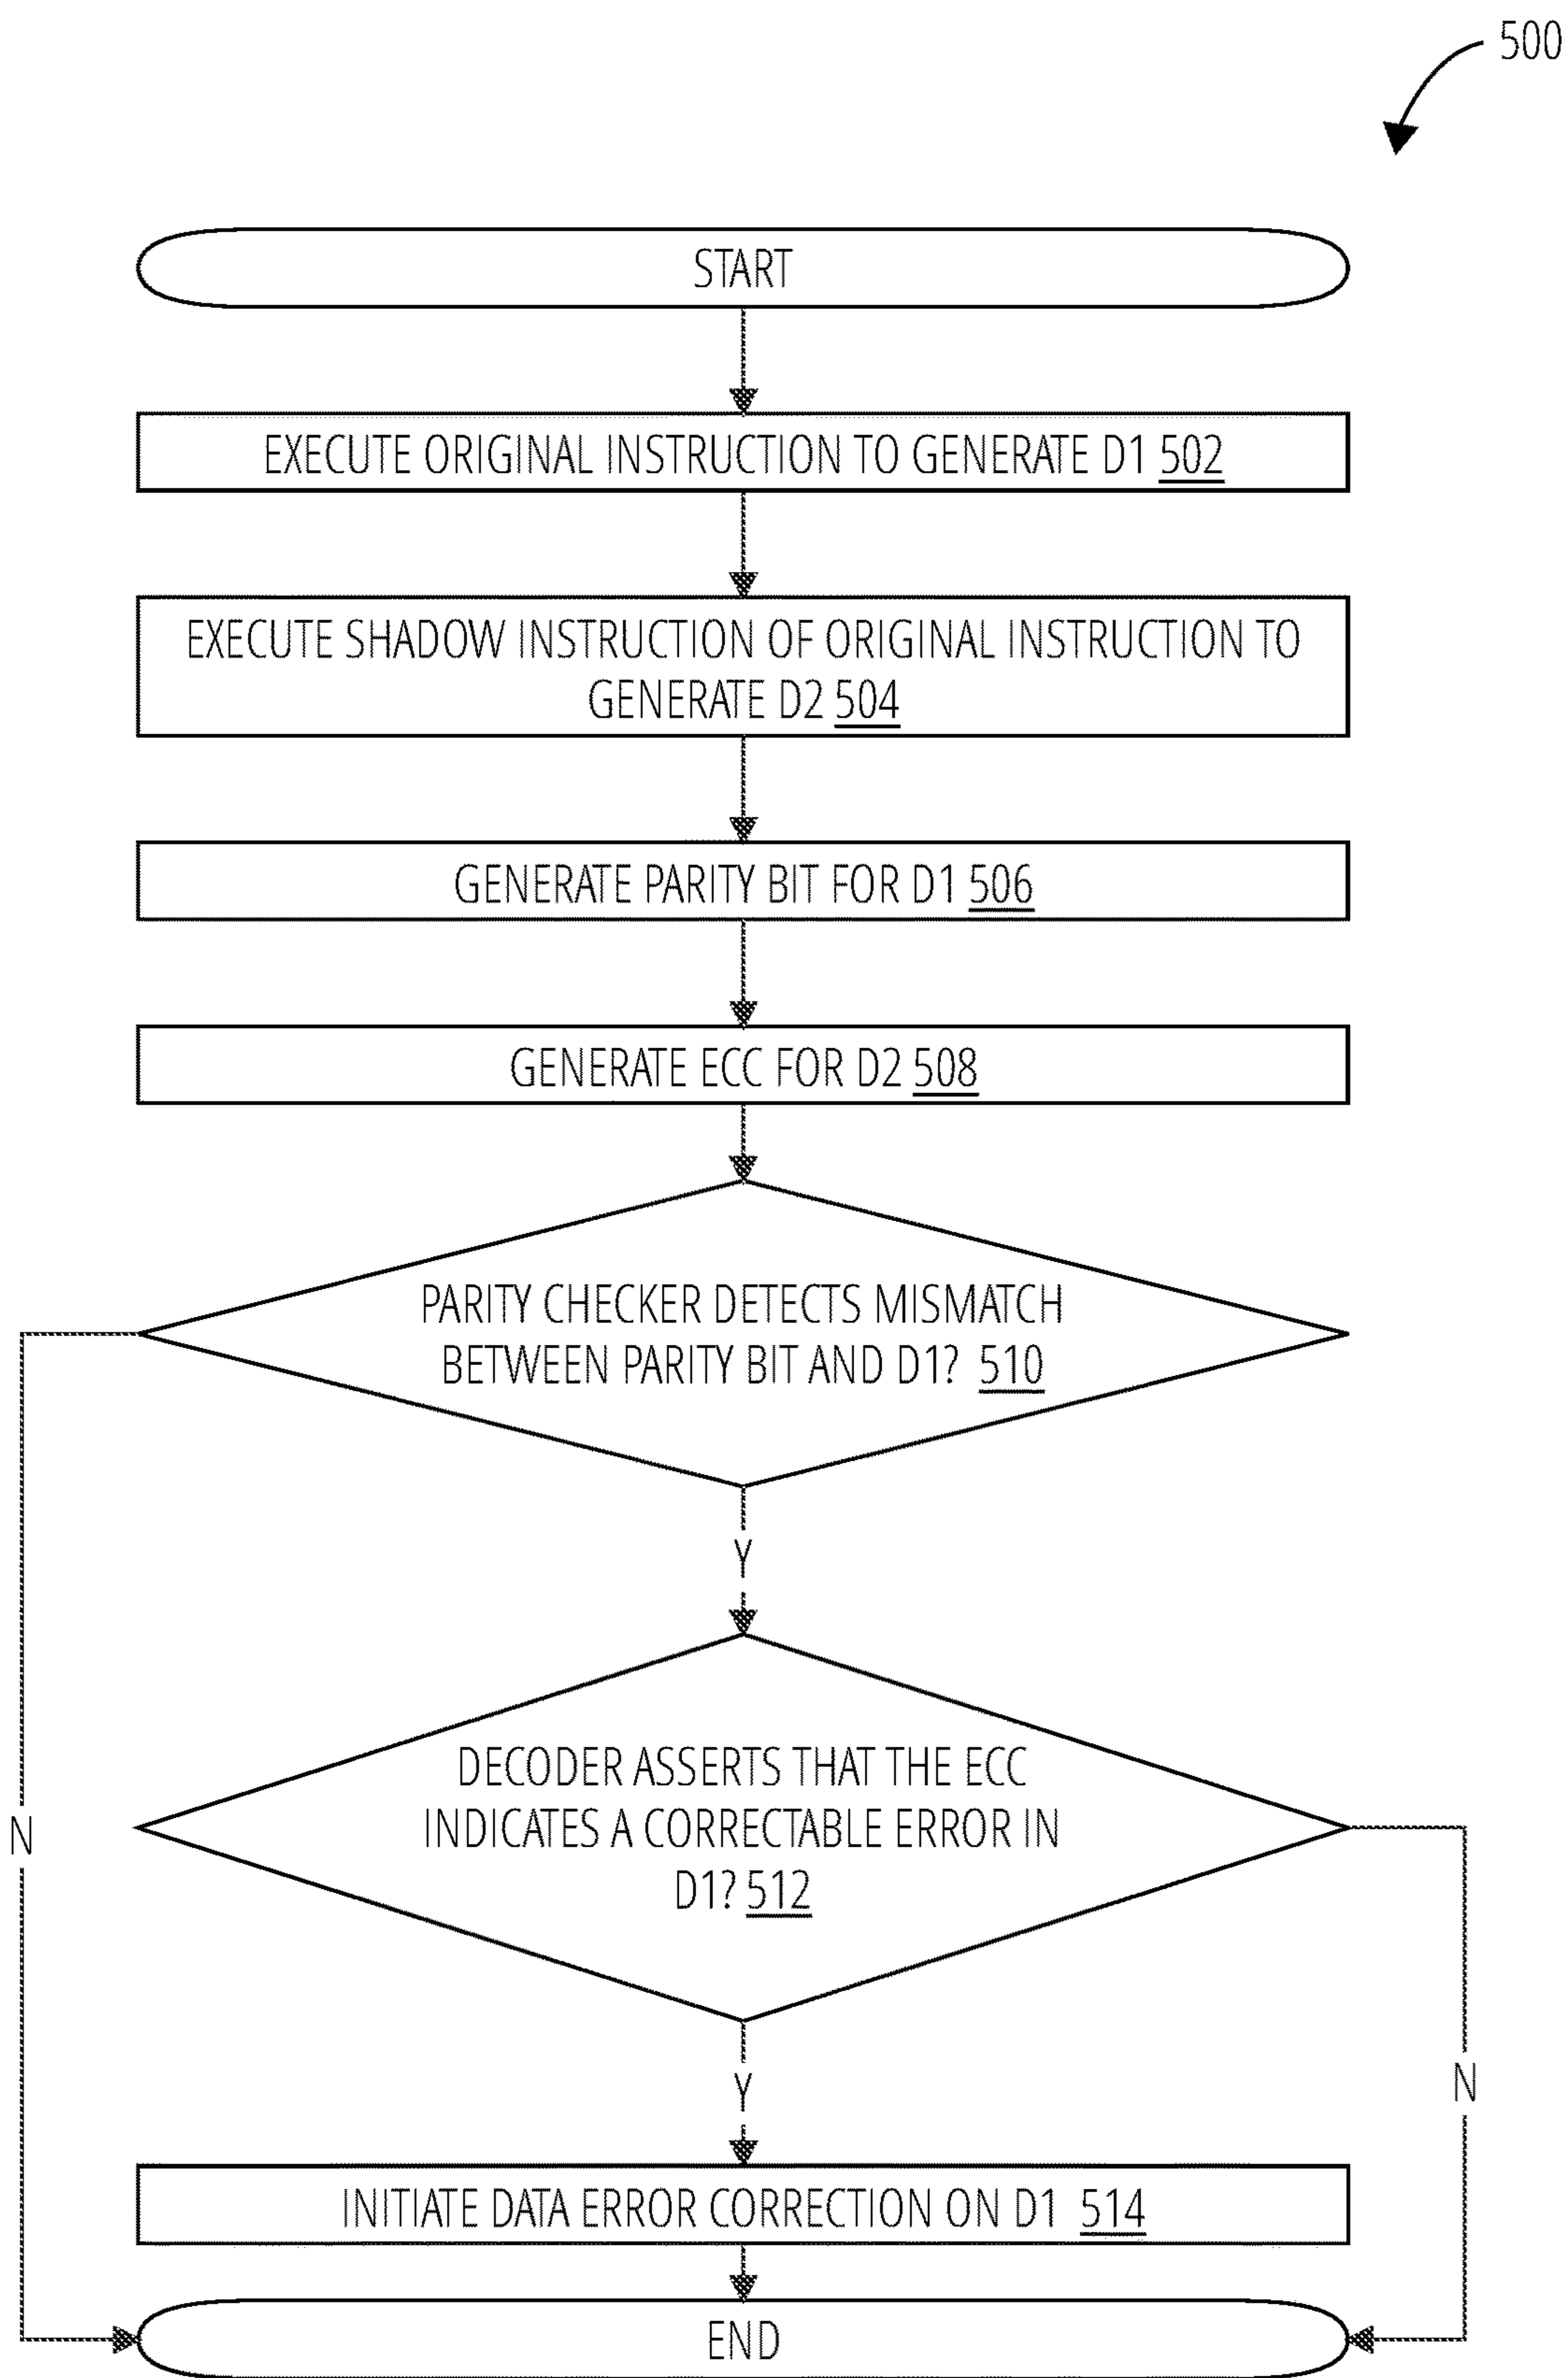 500
START
EXECUTE ORIGINAL INSTRUCTION TO GENERATE D1 502
EXECUTE SHADOW INSTRUCTION OF ORIGINAL INSTRUCTION TO
GENERATE D2 504
GENERATE PARITY BIT FOR D1 506
GENERATE ECC FOR D2 508
PARITY CHECKER DETECTS MISMATCH
BETWEEN PARITY BIT AND D1? 510
Y
DECODER ASSERTS THAT THE ECC
INDICATES A CORRECTABLE ERROR IN
D1? 512
N
Y
N
INITIATE DATA ERROR CORRECTION ON D1 514
END